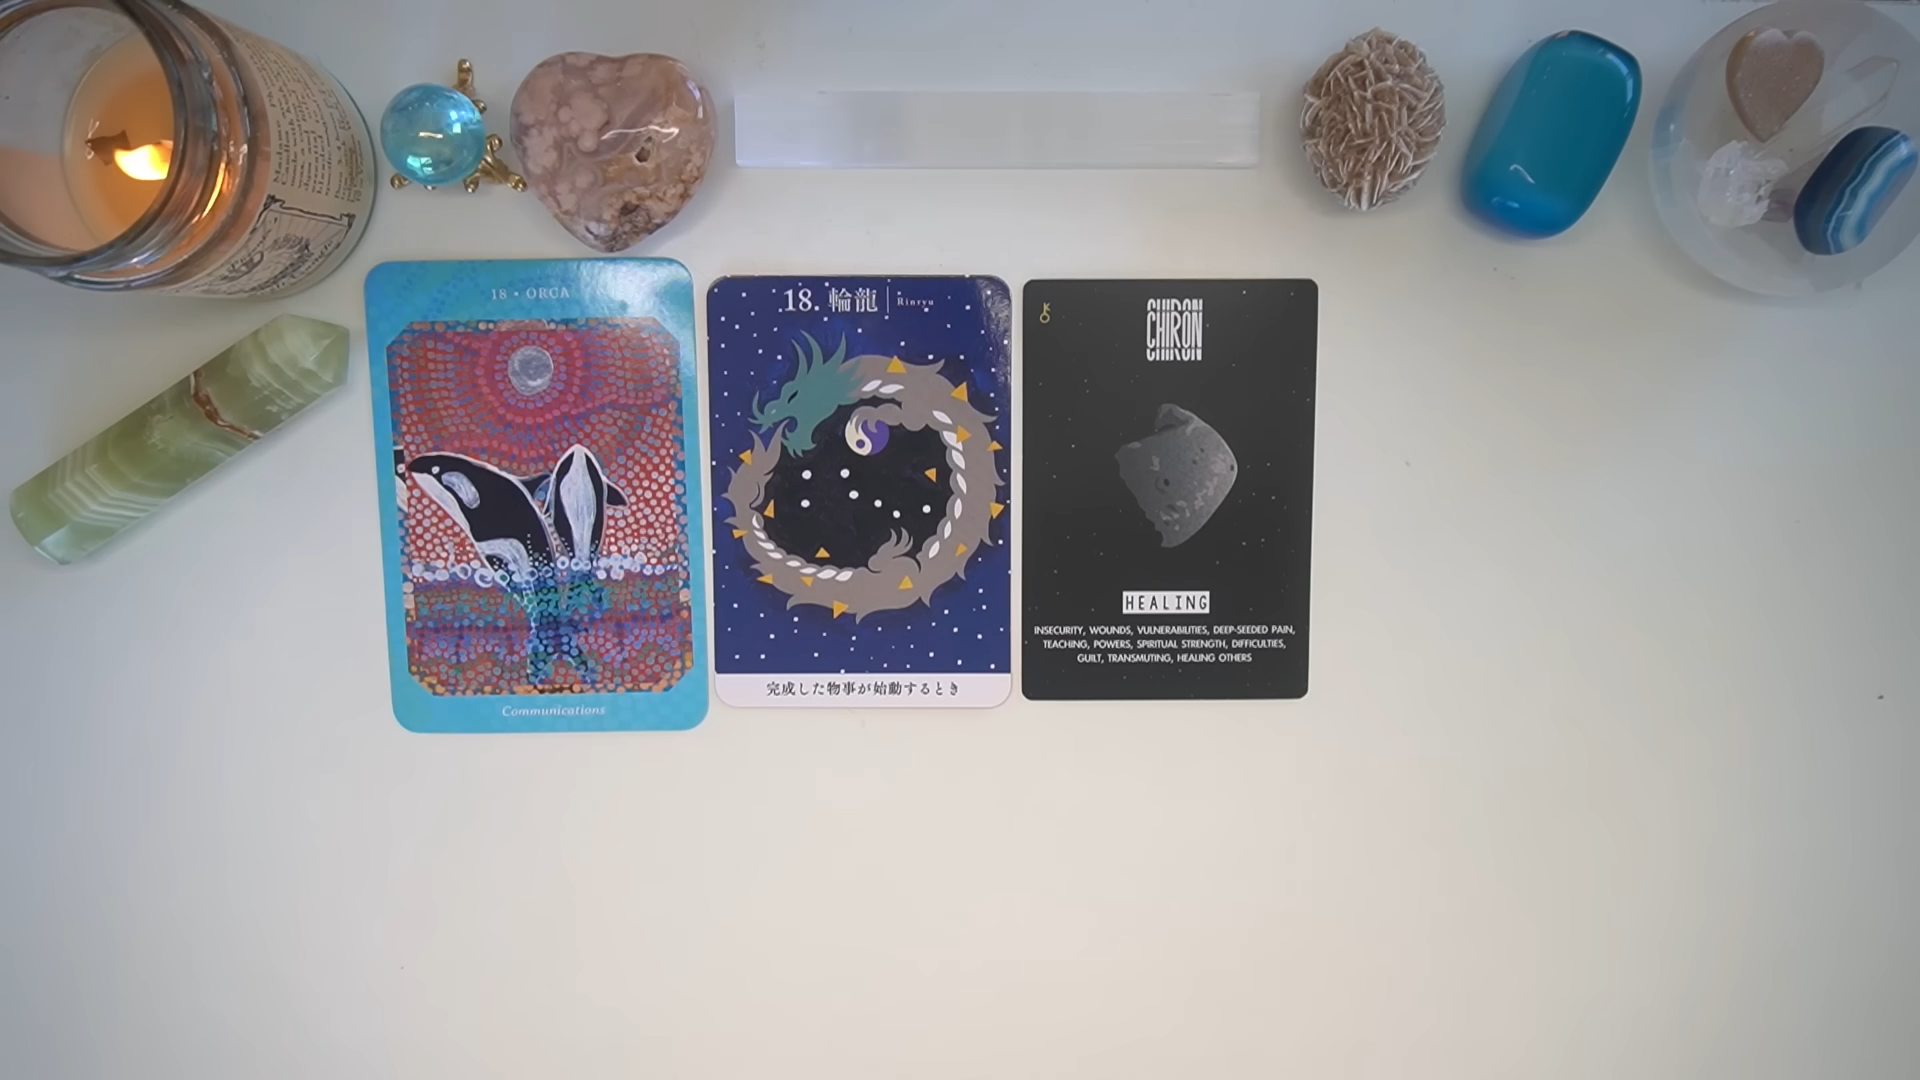 18 • ORCA
Communications
18. 輪龍 Rinryu
完成した物事が始動するとき
CHIRON
HEALING
INSECURITY, WOUNDS, VULNERABILITIES, DEEP-SEEDED PAIN,
TEACHING, POWERS, SPIRITUAL STRENGTH, DIFFICULTIES,
GUILT, TRANSMUTING, HEALING OTHERS